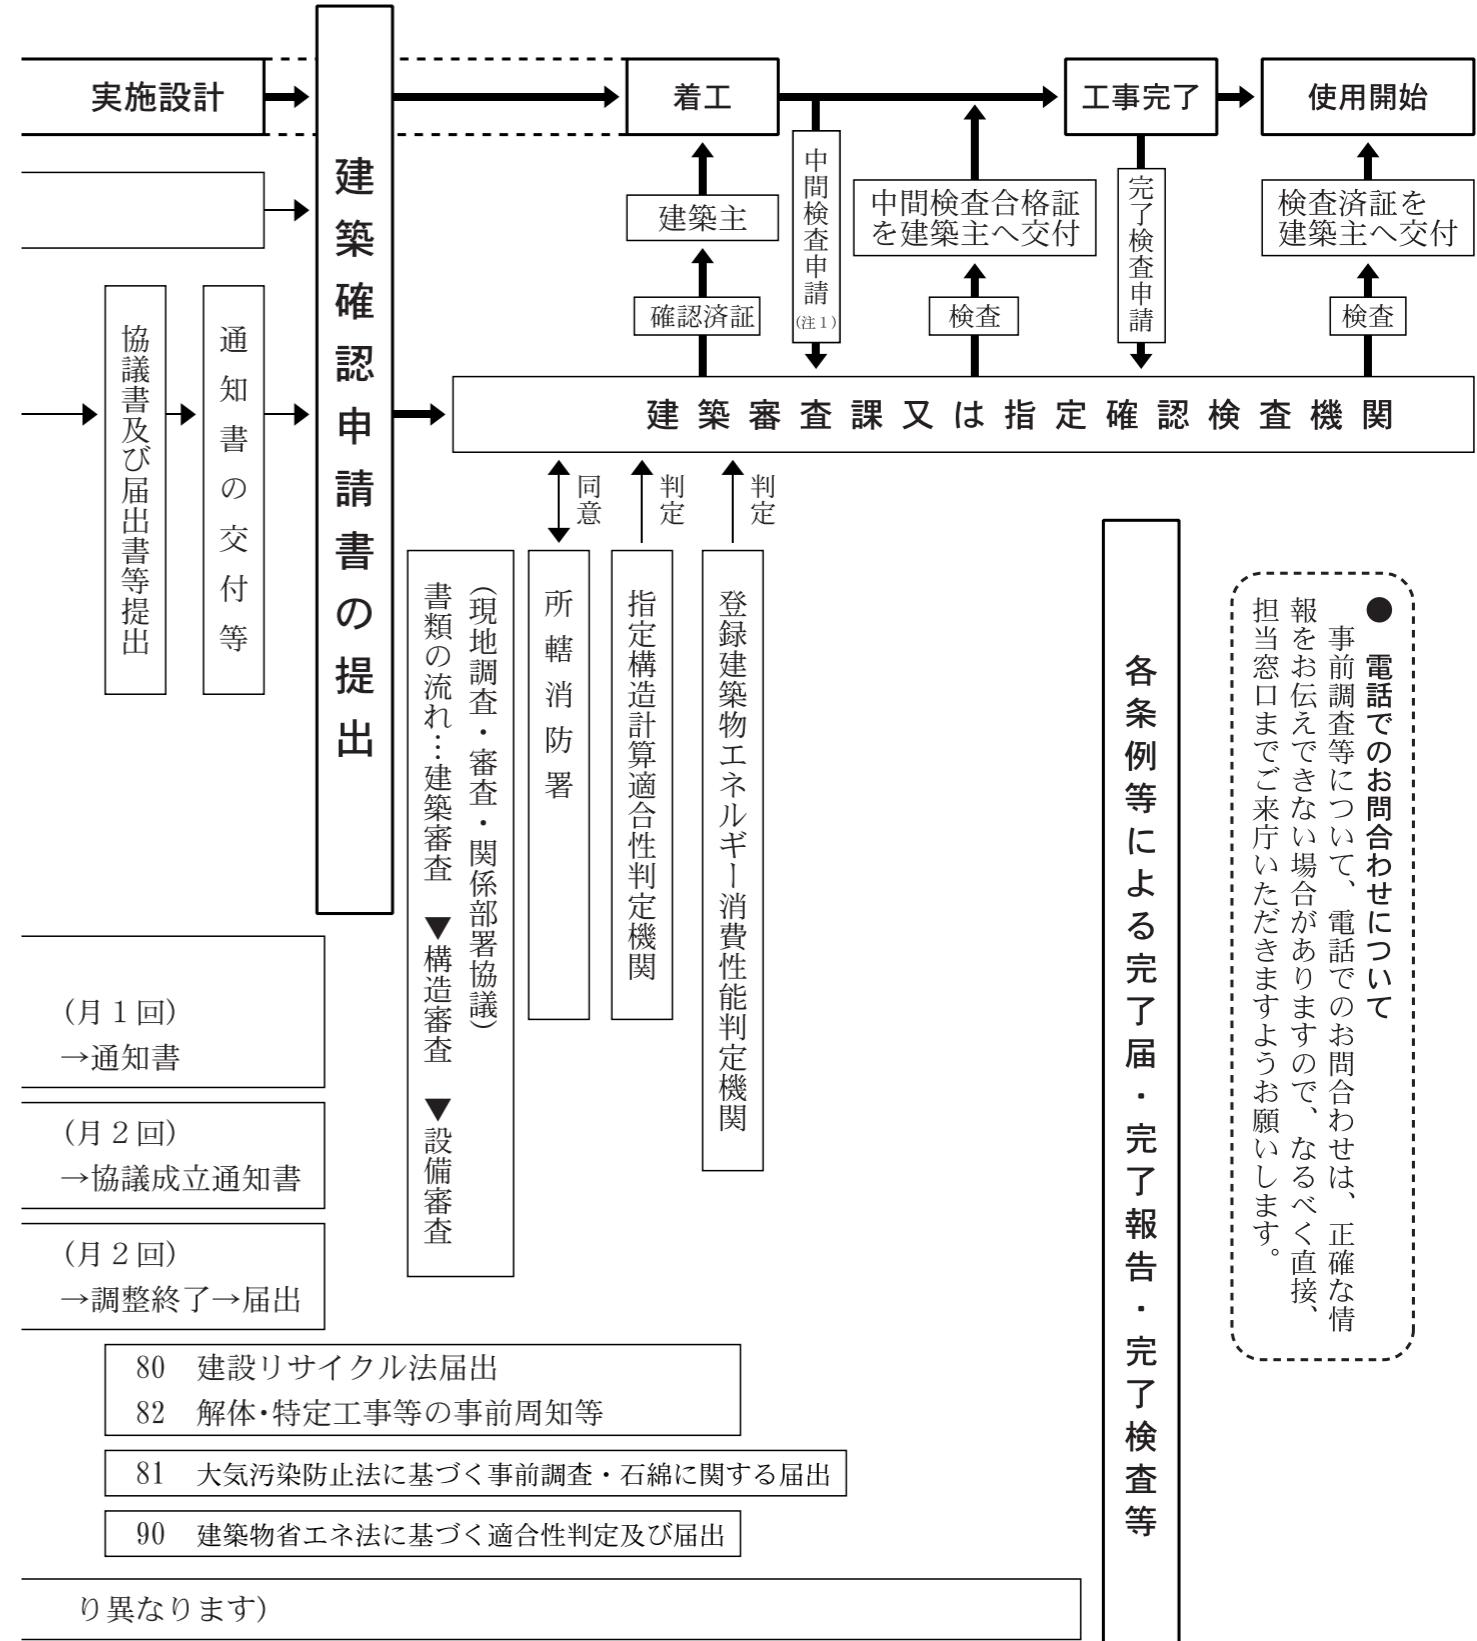 実施設計
着工
工事完了
使用開始
建築確認申請書の提出
建築主
確認済証
中間検査申請
(注1)
中間検査合格証
を建築主へ交付
検査
完了検査申請
検査済証を
建築主へ交付
検査
協議書及び届出書等提出
通知書の交付等
建築審査課又は指定確認検査機関
同意
判定
判定
(現地調査・審査・関係部署協議)
書類の流れ…建築審査 ▼構造審査 ▼設備審査
所轄消防署
指定構造計算適合性判定機関
登録建築物エネルギー消費性能判定機関
各条例等による完了届・完了報告・完了検査等
● 電話でのお問合わせについて
事前調査等について、電話でのお問合わせは、正確な情
報をお伝えできない場合がありますので、なるべく直接、
担当窓口までご来庁いただきますようお願いします。
(月1回)
→通知書
(月2回)
→協議成立通知書
(月2回)
→調整終了→届出
80 建設リサイクル法届出
82 解体・特定工事等の事前周知等
81 大気汚染防止法に基づく事前調査・石綿に関する届出
90 建築物省エネ法に基づく適合性判定及び届出
り異なります)